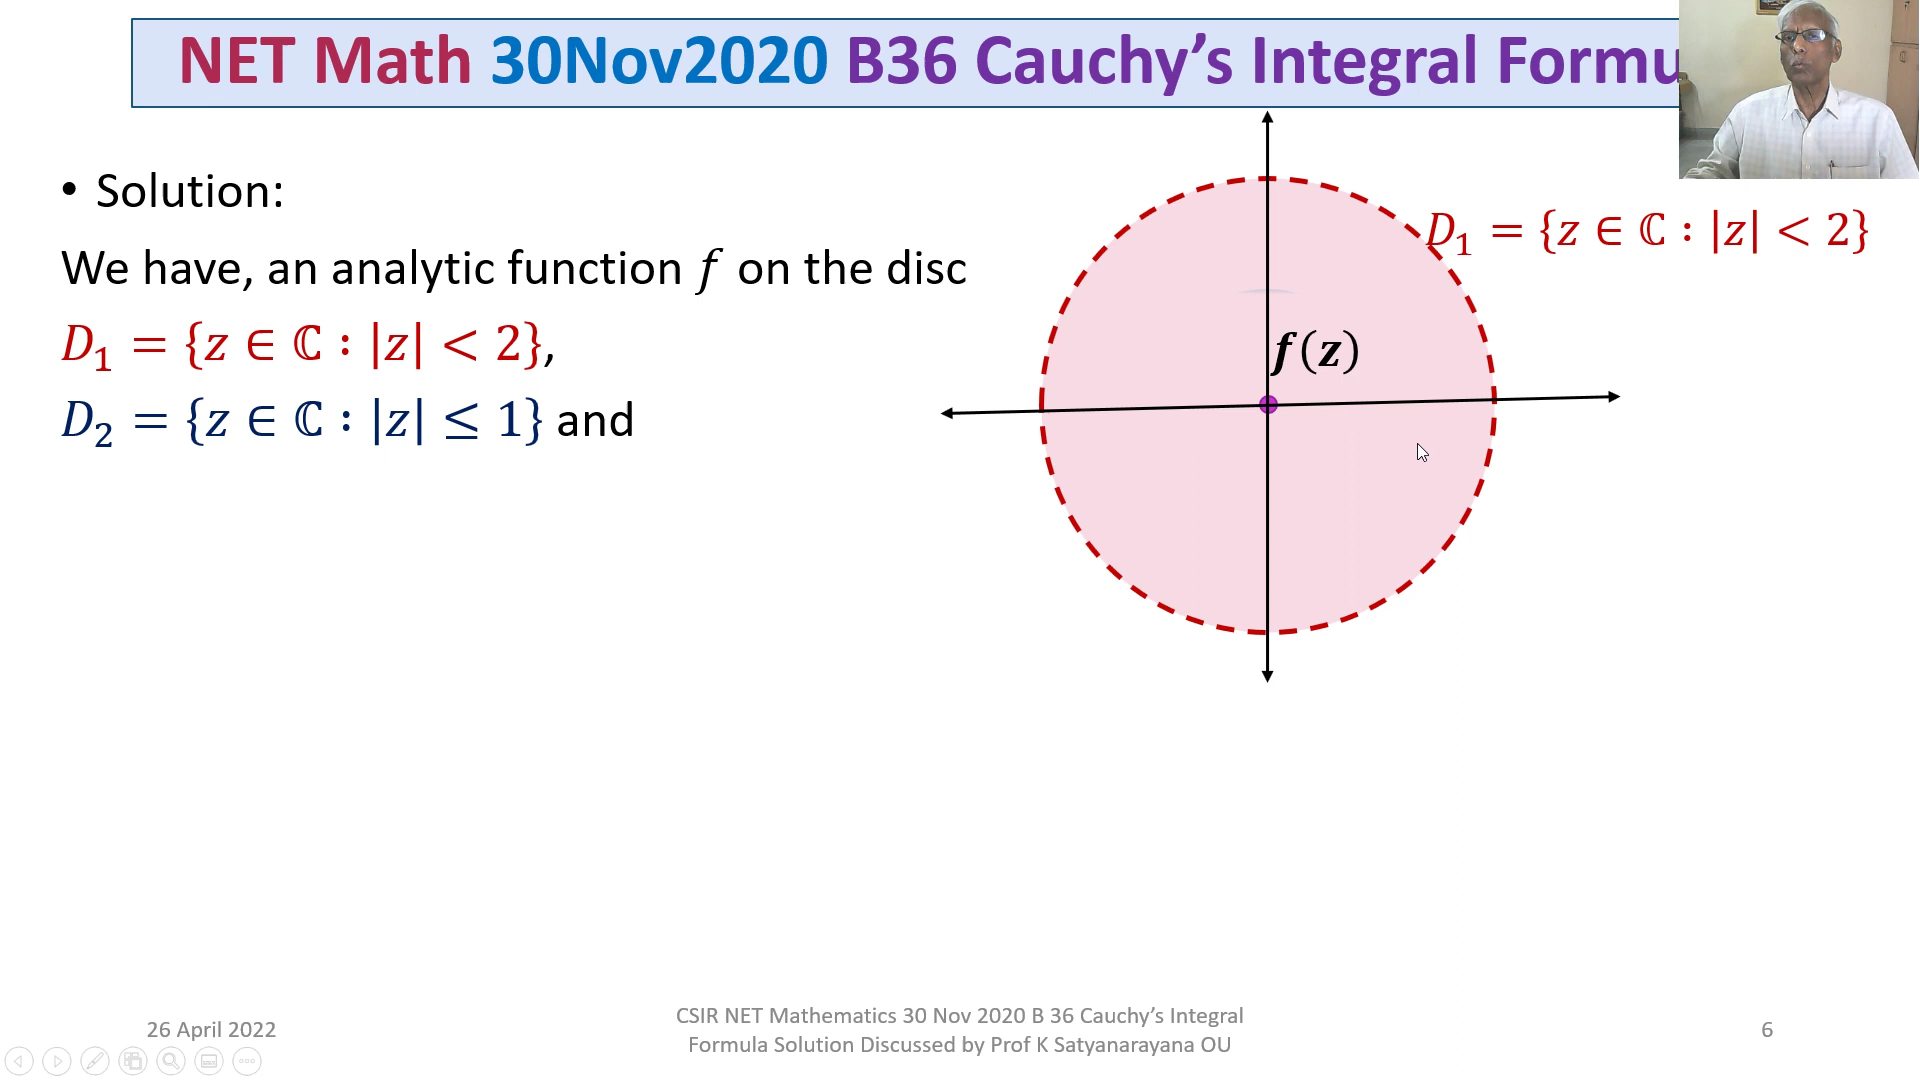 NET Math 30Nov2020 B36 Cauchy’s Integral Formu
• Solution:
We have, an analytic function 𝑓 on the disc
D₁ = {z ∈ ℂ : |z| < 2},
D₂ = {z ∈ ℂ : |z| ≤ 1} and
D₁ = {z ∈ ℂ : |z| < 2}
f(z)
26 April 2022
CSIR NET Mathematics 30 Nov 2020 B 36 Cauchy’s Integral
Formula Solution Discussed by Prof K Satyanarayana OU
6